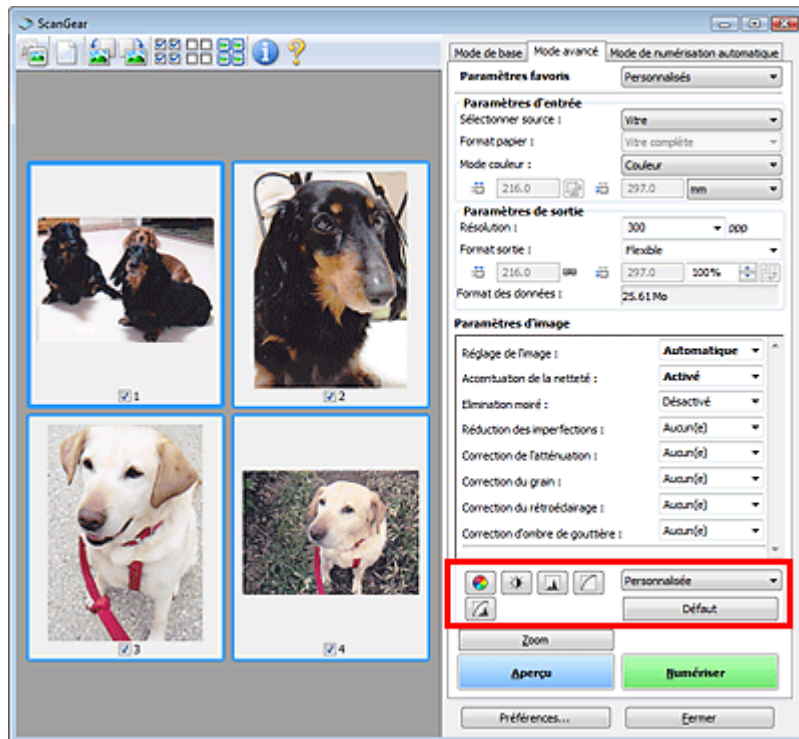 ScanGear
Mode de base Mode avancé Mode de numérisation automatique
Paramètres favoris Personnalisés
Paramètres d'entrée
Sélectionner source : Vitre
Format papier : Vitre complète
Mode couleur : Couleur
216.0 297.0 mm
Paramètres de sortie
Résolution : 300 ppp
Format sortie : Flexible
216.0 297.0 100%
Format des données : 25.61Mo
Paramètres d'image
Réglage de l'image : Automatique
Accentuation de la netteté : Activé
Elimination moiré : Désactivé
Réduction des imperfections : Aucun(e)
Correction de l'atténuation : Aucun(e)
Correction du grain : Aucun(e)
Correction du rétroéclairage : Aucun(e)
Correction d'ombre de gouttière : Aucun(e)
Personnalisée
Défaut
Zoom
Aperçu Numériser
Préférences... Fermer
1
2
3
4